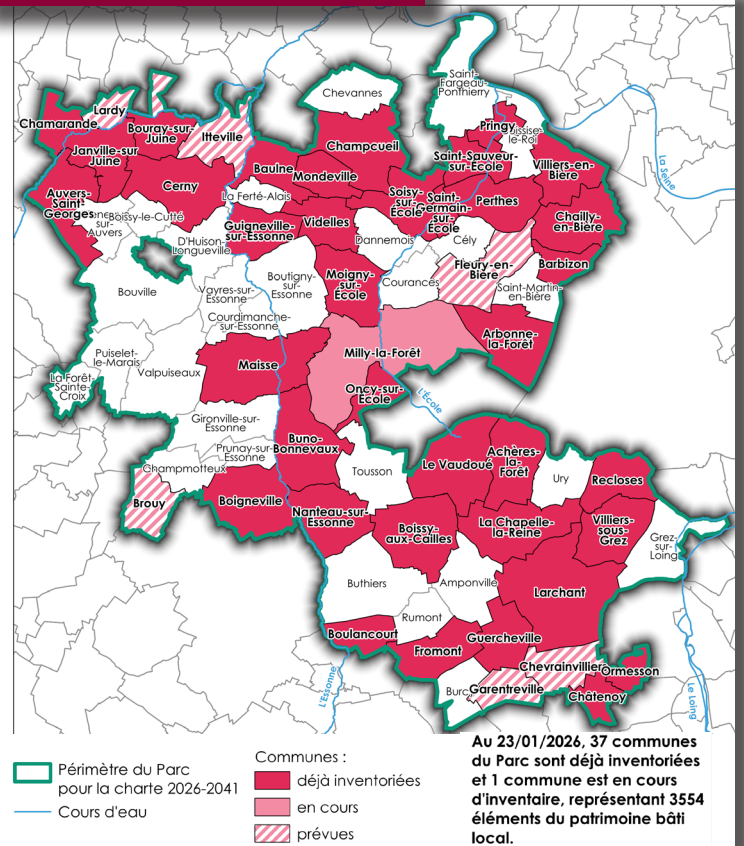 Saint-
Fargeau-
Ponthierry
Chevannes
Lardy
Chamarande
Bouray-sur-
Juine
Itteville
Pringy
Boissise-
le-Roi
La Seine
Janville-sur
Juine
Champcueil
Saint-Sauveur-
sur-École
Villiers-en-
Bière
Baulne
Mondeville
Cerny
Auvers-
Saint-
Georges
La Ferté-Alais
Soisy-
sur-
École
Saint-
Germain-
sur-
École
Perthes
Chailly-
en-Bière
sur-
Auvers
Boissy-le-Cutté
Guigneville-
sur-Essonne
Videlles
Dannemois
Cély
D'Huison-
Longueville
Fleury-en-
Bière
Barbizon
Bouville
Vayres-sur-
Essonne
Boutigny-
sur-
Essonne
Moigny-
sur-
École
Courances
Saint-Martin-
en-Bière
Courdimanche-
sur-Essonne
Arbonne-
la-Forêt
Puiselet-
le-Marais
Valpuiseaux
Maisse
Milly-la-Forêt
La Forêt-
Sainte-
Croix
Oncy-sur-
École
L'École
Gironville-sur-
Essonne
Buno-
Bonnevaux
Prunay-sur-
Essonne
Champmotteux
Tousson
Le Vaudoué
Achères-
la-
Forêt
Ury
Recloses
Brouy
Boigneville
Nanteau-sur-
Essonne
Boissy-
aux-Cailles
La Chapelle-
la-Reine
Villiers-
sous-
Grez
Grez-
sur-
Loing
Buthiers
Amponville
Larchant
Rumont
Boulancourt
Fromont
Guercheville
Chevrainvilliers
Ormesson
Burc
Garentreville
Châtenoy
L'Essonne
Le Loing
Périmètre du Parc
pour la charte 2026-2041
Cours d'eau
Communes :
déjà inventoriées
en cours
prévues
Au 23/01/2026, 37 communes
du Parc sont déjà inventoriées
et 1 commune est en cours
d'inventaire, représentant 3554
éléments du patrimoine bâti
local.